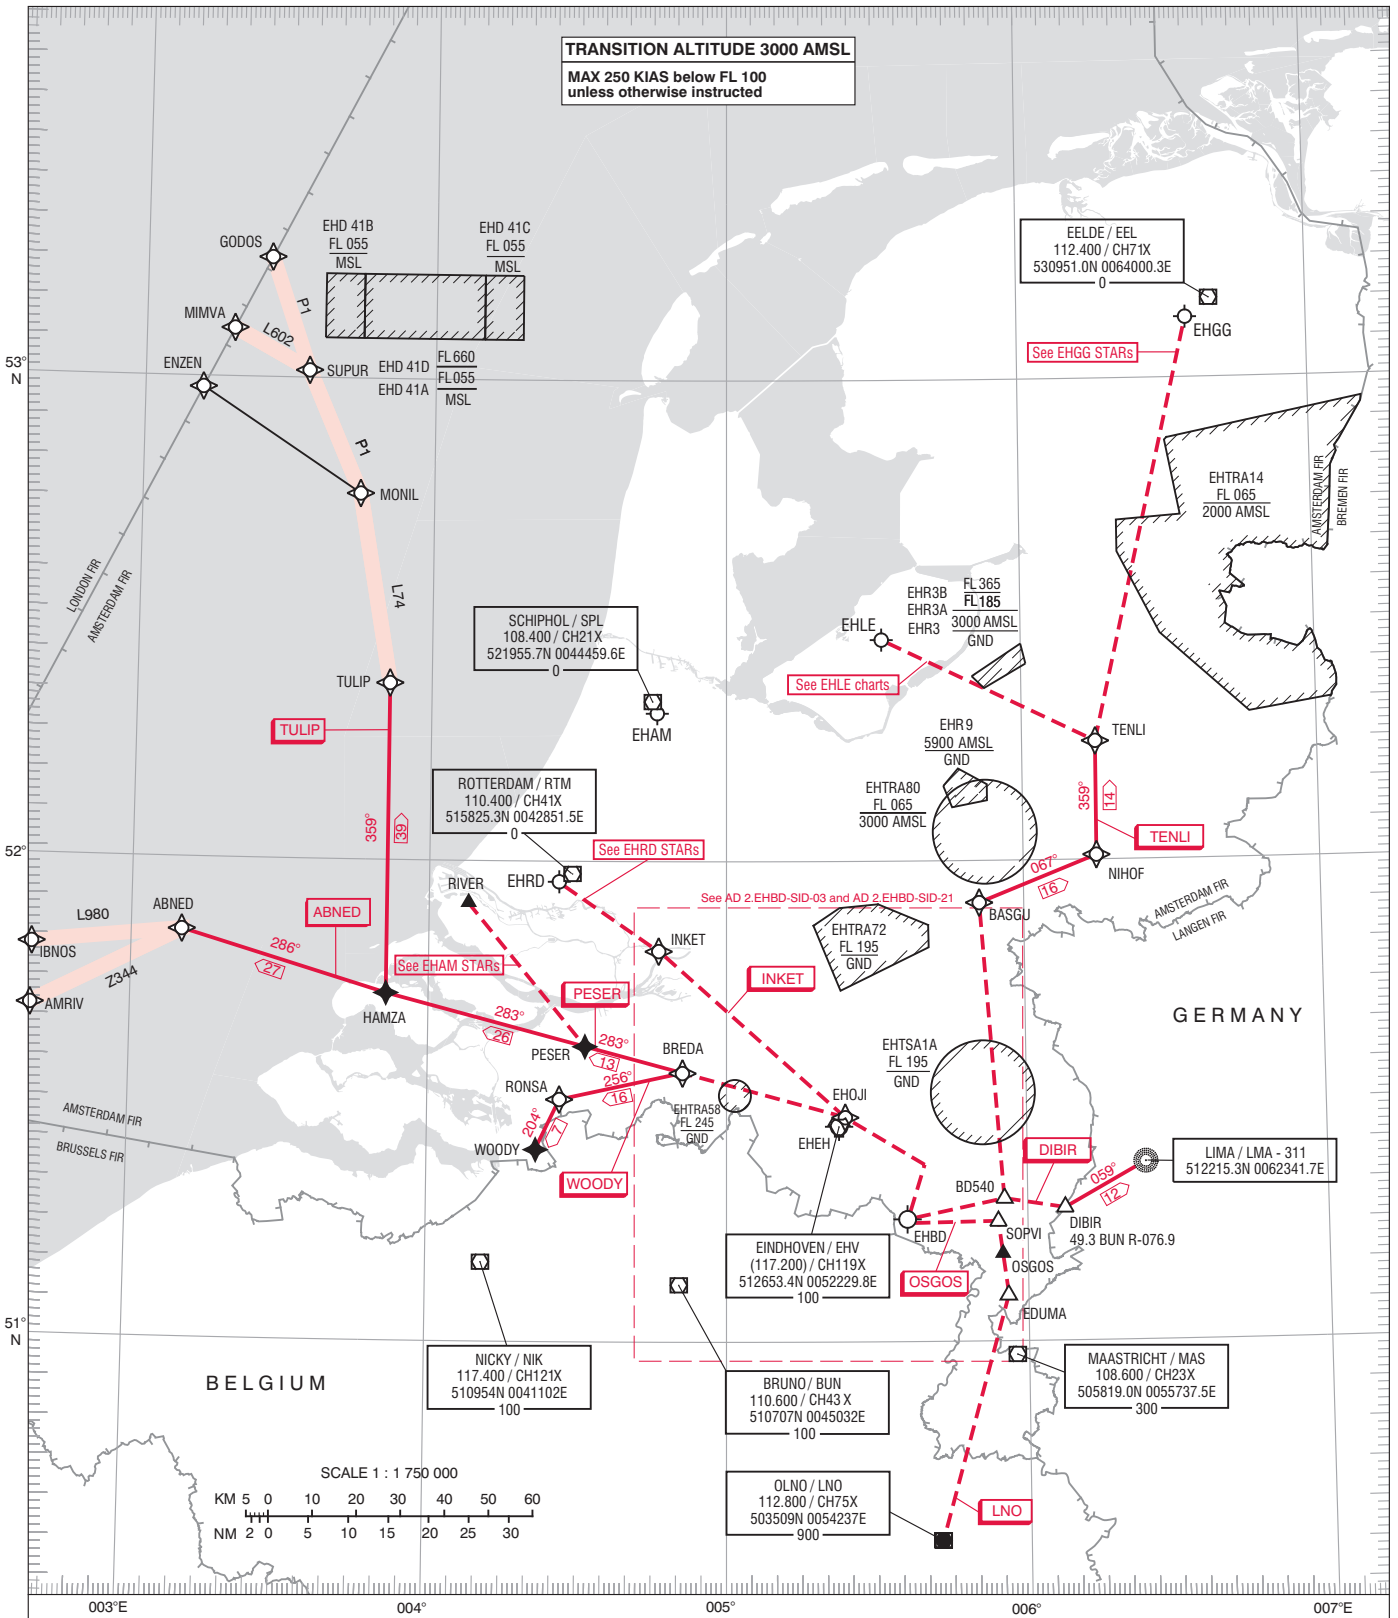 TRANSITION ALTITUDE 3000 AMSL
MAX 250 KIAS below FL 100
unless otherwise instructed
GODOS
EHD 41B
FL 055
MSL
EHD 41C
FL 055
MSL
EELDE / EEL
112.400 / CH71X
530951.0N 0064000.3E
0
MIMVA
P1
L602
EHGG
See EHGG STARs
53°
N
ENZEN
SUPUR
EHD 41D
EHD 41A
FL 660
FL 055
MSL
P1
MONIL
EHTRA14
FL 065
2000 AMSL
AMSTERDAM FIR
BREMEN FIR
LONDON FIR
AMSTERDAM FIR
L74
EHR3B
EHR3A
EHR3
FL 365
FL 185
3000 AMSL
GND
SCHIPHOL / SPL
108.400 / CH21X
521955.7N 0044459.6E
0
EHLE
See EHLE charts
TULIP
TULIP
EHAM
EHR 9
5900 AMSL
GND
TENLI
ROTTERDAM / RTM
110.400 / CH41X
515825.3N 0042851.5E
0
EHTRA80
FL 065
3000 AMSL
359°
39
359°
14
TENLI
52°
N
See EHRD STARs
EHRD
067°
16
NIHOF
RIVER
See AD 2.EHBD-SID-03 and AD 2.EHBD-SID-21
BASGU
AMSTERDAM FIR
LANGEN FIR
L980
ABNED
ABNED
IBNOS
286°
27
INKET
EHTRA72
FL 195
GND
Z344
AMRIV
See EHAM STARs
INKET
PESER
HAMZA
283°
26
GERMANY
PESER
283°
13
BREDA
EHTSA1A
FL 195
GND
RONSA
256°
16
EHOJI
EHTRA58
FL 245
GND
EHEH
AMSTERDAM FIR
BRUSSELS FIR
204°
7
WOODY
WOODY
DIBIR
LIMA / LMA - 311
512215.3N 0062341.7E
059°
12
BD540
DIBIR
49.3 BUN R-076.9
EHBD
SOPVI
EINDHOVEN / EHV
(117.200) / CH119X
512653.4N 0052229.8E
100
OSGOS
OSGOS
EDUMA
51°
N
NICKY / NIK
117.400 / CH121X
510954N 0041102E
100
BELGIUM
BRUNO / BUN
110.600 / CH43 X
510707N 0045032E
100
MAASTRICHT / MAS
108.600 / CH23X
505819.0N 0055737.5E
300
SCALE 1 : 1 750 000
KM 5 0 10 20 30 40 50 60
NM 2 0 5 10 15 20 25 30
OLNO / LNO
112.800 / CH75X
503509N 0054237E
900
LNO
003°E
004°
005°
006°
007°E